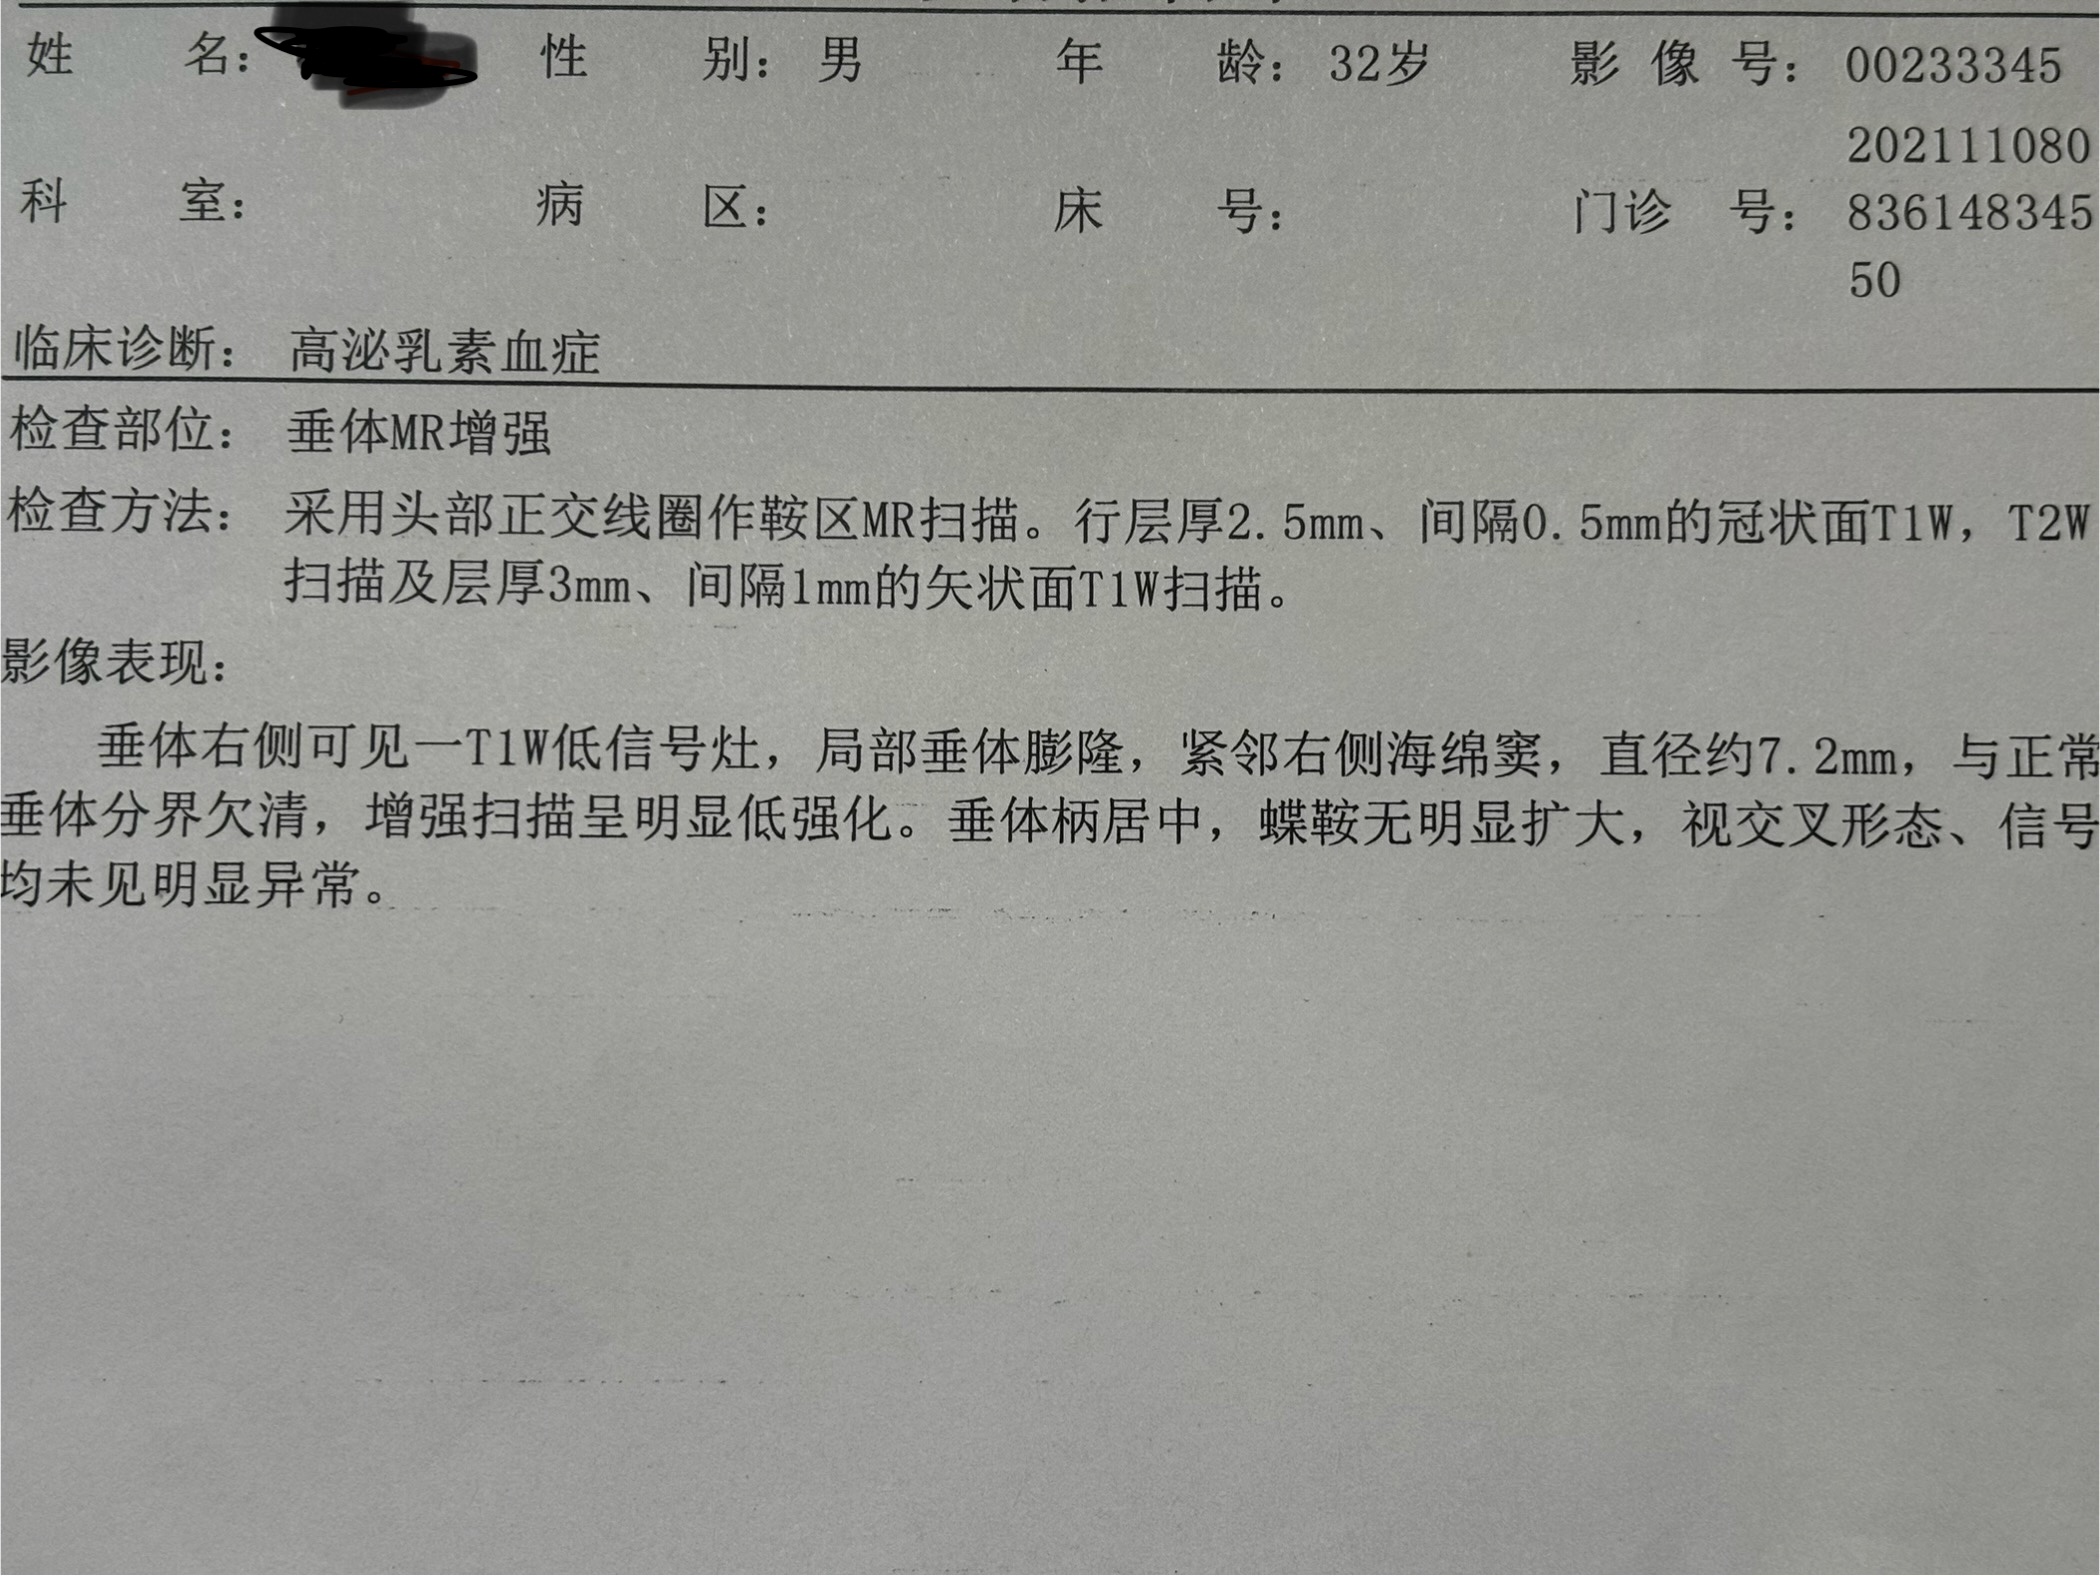 姓 名： 性 别：男 年 龄：32岁 影 像 号：00233345
202111080
科 室： 病 区： 床 号： 门诊 号：836148345
50
临床诊断： 高泌乳素血症
检查部位： 垂体MR增强
检查方法： 采用头部正交线圈作鞍区MR扫描。行层厚2.5mm、间隔0.5mm的冠状面T1W，T2W
扫描及层厚3mm、间隔1mm的矢状面T1W扫描。
影像表现：
垂体右侧可见一T1W低信号灶，局部垂体膨隆，紧邻右侧海绵窦，直径约7.2mm，与正常
垂体分界欠清，增强扫描呈明显低强化。垂体柄居中，蝶鞍无明显扩大，视交叉形态、信号
均未见明显异常。